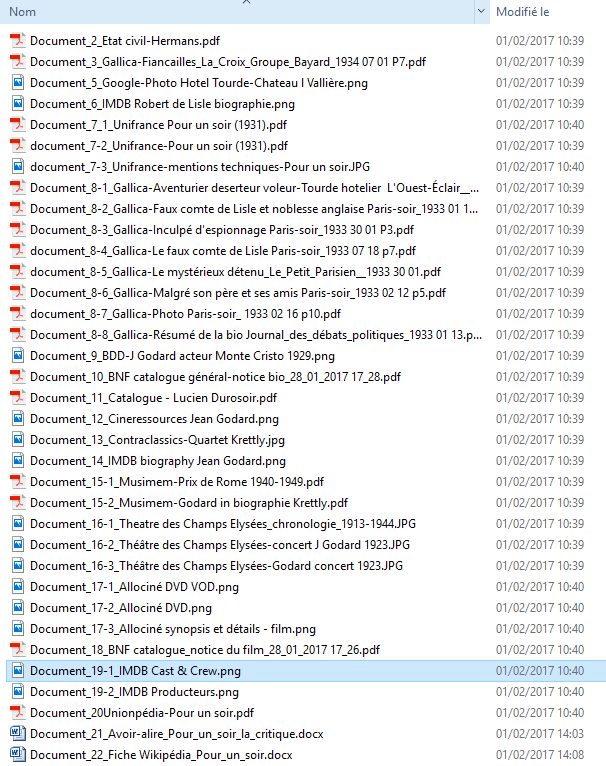 Nom Modifié le
Document_2_Etat civil-Hermans.pdf 01/02/2017 10:39
Document_3_Gallica-Fiancailles_La_Croix_Groupe_Bayard_1934 07 01 P7.pdf 01/02/2017 10:39
Document_5_Google-Photo Hotel Tourde-Chateau l Vallière.png 01/02/2017 10:39
Document_6_IMDB Robert de Lisle biographie.png 01/02/2017 10:39
Document_7_1_Unifrance Pour un soir (1931).pdf 01/02/2017 10:40
document_7-2_Unifrance-Pour un soir (1931).pdf 01/02/2017 10:39
document_7-3_Unifrance-mentions techniques-Pour un soir.JPG 01/02/2017 10:40
Document_8-1_Gallica-Aventurier deserteur voleur-Tourde hotelier L'Ouest-Éclair__... 01/02/2017 10:39
Document_8-2_Gallica-Faux comte de Lisle et noblesse anglaise Paris-soir_1933 01 1... 01/02/2017 10:39
Document_8-3_Gallica-Inculpé d'espionnage Paris-soir_1933 30 01 P3.pdf 01/02/2017 10:39
document_8-4_Gallica-Le faux comte de Lisle Paris-soir_1933 07 18 p7.pdf 01/02/2017 10:39
document_8-5_Gallica-Le mystérieux détenu_Le_Petit_Parisien__1933 30 01.pdf 01/02/2017 10:39
Document_8-6_Gallica-Malgré son père et ses amis Paris-soir_1933 02 12 p5.pdf 01/02/2017 10:39
document_8-7_Gallica-Photo Paris-soir_ 1933 02 16 p10.pdf 01/02/2017 10:39
Document_8-8_Gallica-Résumé de la bio Journal_des_débats_politiques_1933 01 13.p... 01/02/2017 10:39
Document_9_BDD-J Godard acteur Monte Cristo 1929.png 01/02/2017 10:39
Document_10_BNF catalogue général-notice bio_28_01_2017 17_28.pdf 01/02/2017 10:39
Document_11_Catalogue - Lucien Durosoir.pdf 01/02/2017 10:39
Document_12_Cineressources Jean Godard.png 01/02/2017 10:39
Document_13_Contraclassics-Quartet Krettly.jpg 01/02/2017 10:39
Document_14_IMDB biography Jean Godard.png 01/02/2017 10:39
Document_15-1_Musimem-Prix de Rome 1940-1949.pdf 01/02/2017 10:39
Document_15-2_Musimem-Godard in biographie Krettly.pdf 01/02/2017 10:39
Document_16-1_Theatre des Champs Elysées_chronologie_1913-1944.JPG 01/02/2017 10:39
Document_16-2_Théâtre des Champs Elysées-concert J Godard 1923.JPG 01/02/2017 10:39
Document_16-3_Théâtre des Champs Elysées-Godard concert 1923.JPG 01/02/2017 10:39
Document_17-1_Allociné DVD VOD.png 01/02/2017 10:40
Document_17-2_Allociné DVD.png 01/02/2017 10:40
Document_17-3_Allociné synopsis et détails - film.png 01/02/2017 10:40
Document_18_BNF catalogue_notice du film_28_01_2017 17_26.pdf 01/02/2017 10:40
Document_19-1_IMDB Cast & Crew.png 01/02/2017 10:40
Document_19-2_IMDB Producteurs.png 01/02/2017 10:40
Document_20Unionpédia-Pour un soir.pdf 01/02/2017 10:40
Document_21_Avoir-alire_Pour_un_soir_la_critique.docx 01/02/2017 14:03
Document_22_Fiche Wikipédia_Pour_un_soir.docx 01/02/2017 14:08